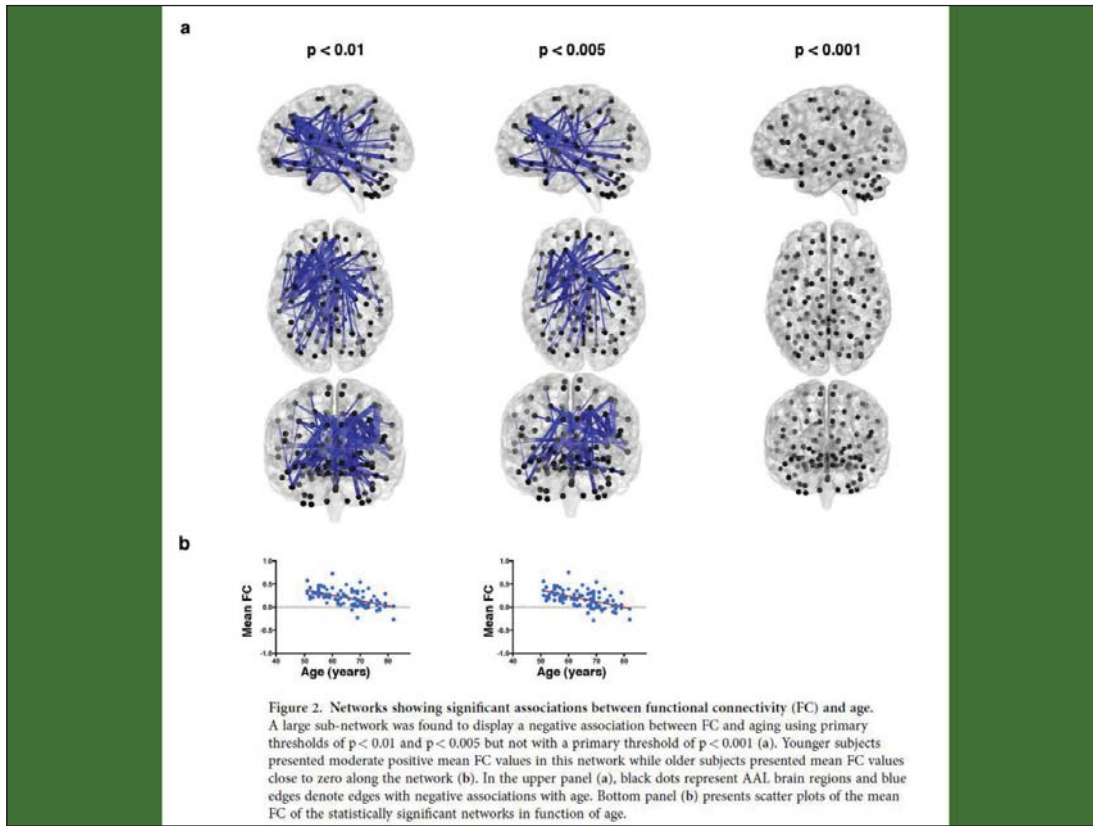 a
p < 0.01 p < 0.005 p < 0.001
b
1.0 1.0
0.5 0.5
Mean FC 0.0 Mean FC 0.0
-0.5 -0.5
-1.0 -1.0
40 50 60 70 80 40 50 60 70 80
Age (years) Age (years)
Figure 2. Networks showing significant associations between functional connectivity (FC) and age.
A large sub-network was found to display a negative association between FC and aging using primary
thresholds of p < 0.01 and p < 0.005 but not with a primary threshold of p < 0.001 (a). Younger subjects
presented moderate positive mean FC values in this network while older subjects presented mean FC values
close to zero along the network (b). In the upper panel (a), black dots represent AAL brain regions and blue
edges denote edges with negative associations with age. Bottom panel (b) presents scatter plots of the mean
FC of the statistically significant networks in function of age.